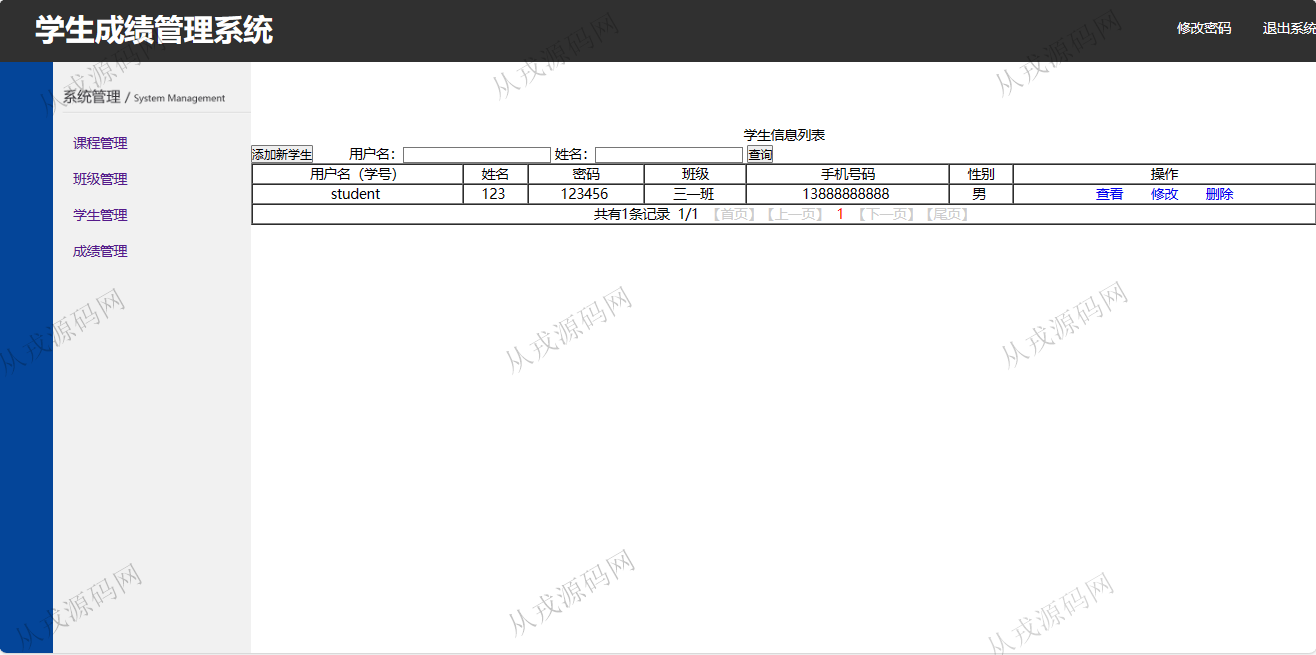 学生成绩管理系统
修改密码 退出系统
系统管理 / System Management
课程管理
班级管理
学生管理
成绩管理
学生信息列表
添加新学生 用户名: 姓名: 查询
用户名（学号） 姓名 密码 班级 手机号码 性别 操作
student 123 123456 三一班 13888888888 男 查看 修改 删除
共有1条记录 1/1 【首页】【上一页】 1 【下一页】【尾页】
从戎源码网
从戎源码网
从戎源码网
从戎源码网
从戎源码网
从戎源码网
从戎源码网
从戎源码网
从戎源码网